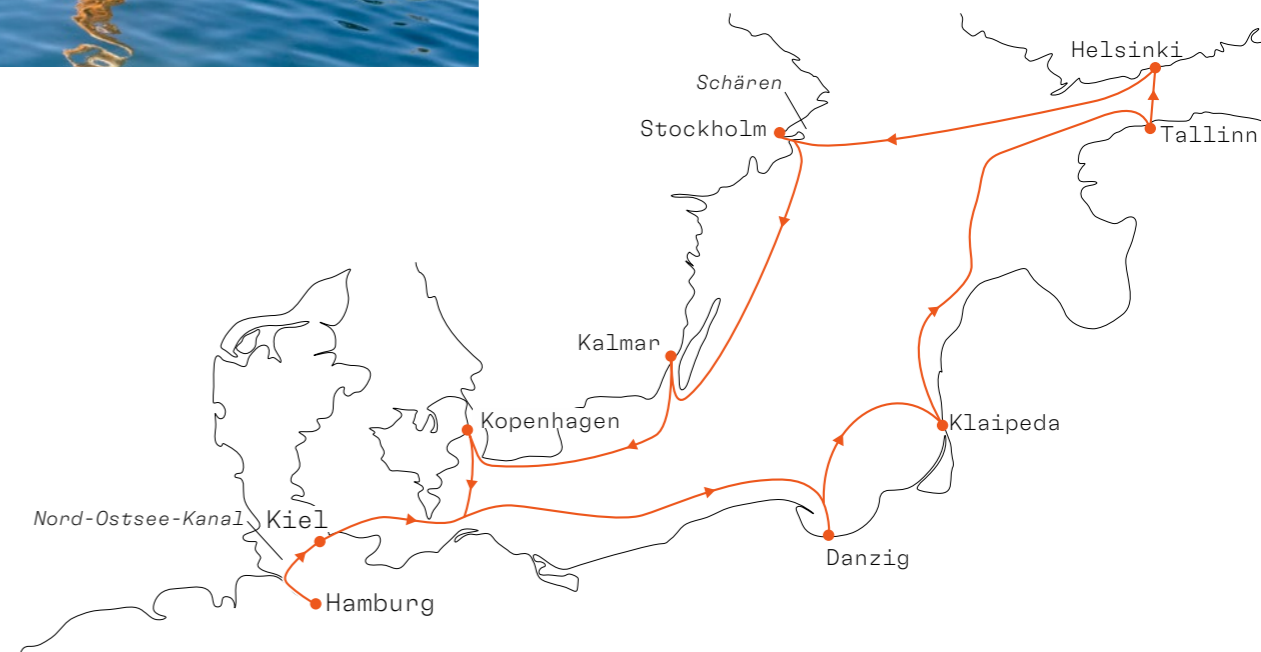 Helsinki
Schären
Stockholm
Tallinn
Kalmar
Kopenhagen
Klaipeda
Nord-Ostsee-Kanal
Kiel
Danzig
Hamburg